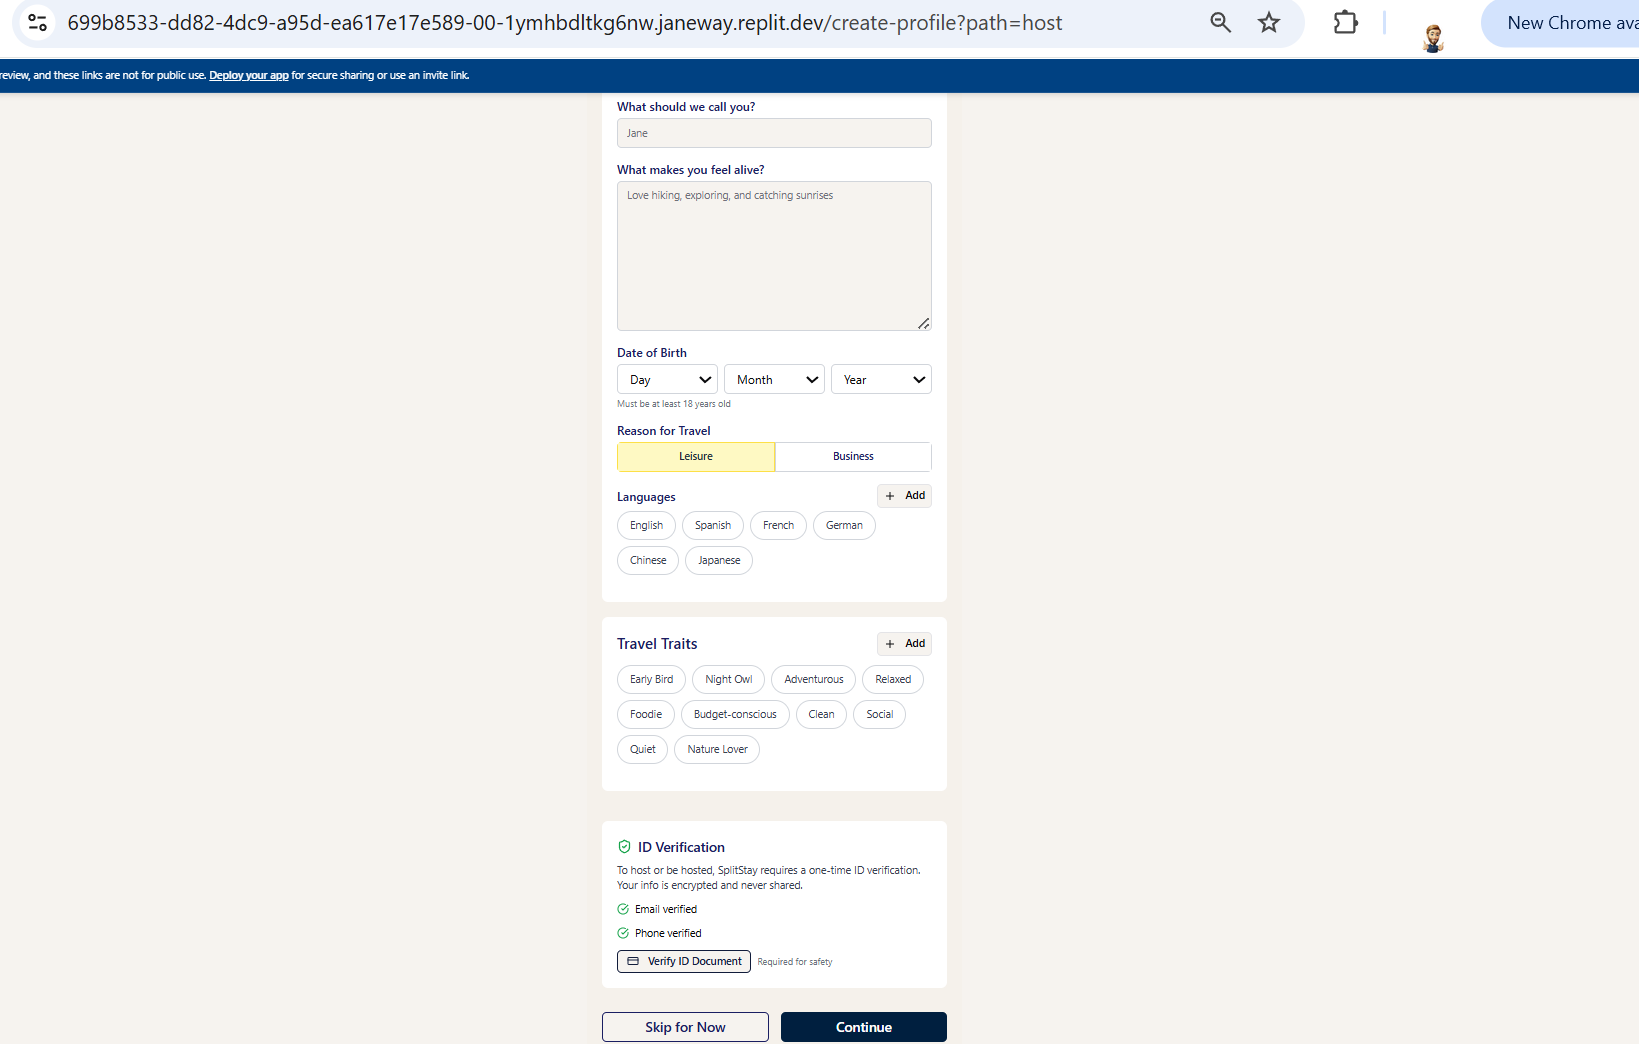 699b8533-dd82-4dc9-a95d-ea617e17e589-00-1ymhbdltkg6nw.janeway.replit.dev/create-profile?path=host
New Chrome ava
review, and these links are not for public use. Deploy your app for secure sharing or use an invite link.
What should we call you?
Jane
What makes you feel alive?
Love hiking, exploring, and catching sunrises
Date of Birth
Day Month Year
Must be at least 18 years old
Reason for Travel
Leisure Business
Languages + Add
English Spanish French German
Chinese Japanese
Travel Traits + Add
Early Bird Night Owl Adventurous Relaxed
Foodie Budget-conscious Clean Social
Quiet Nature Lover
ID Verification
To host or be hosted, SplitStay requires a one-time ID verification.
Your info is encrypted and never shared.
Email verified
Phone verified
Verify ID Document Required for safety
Skip for Now Continue